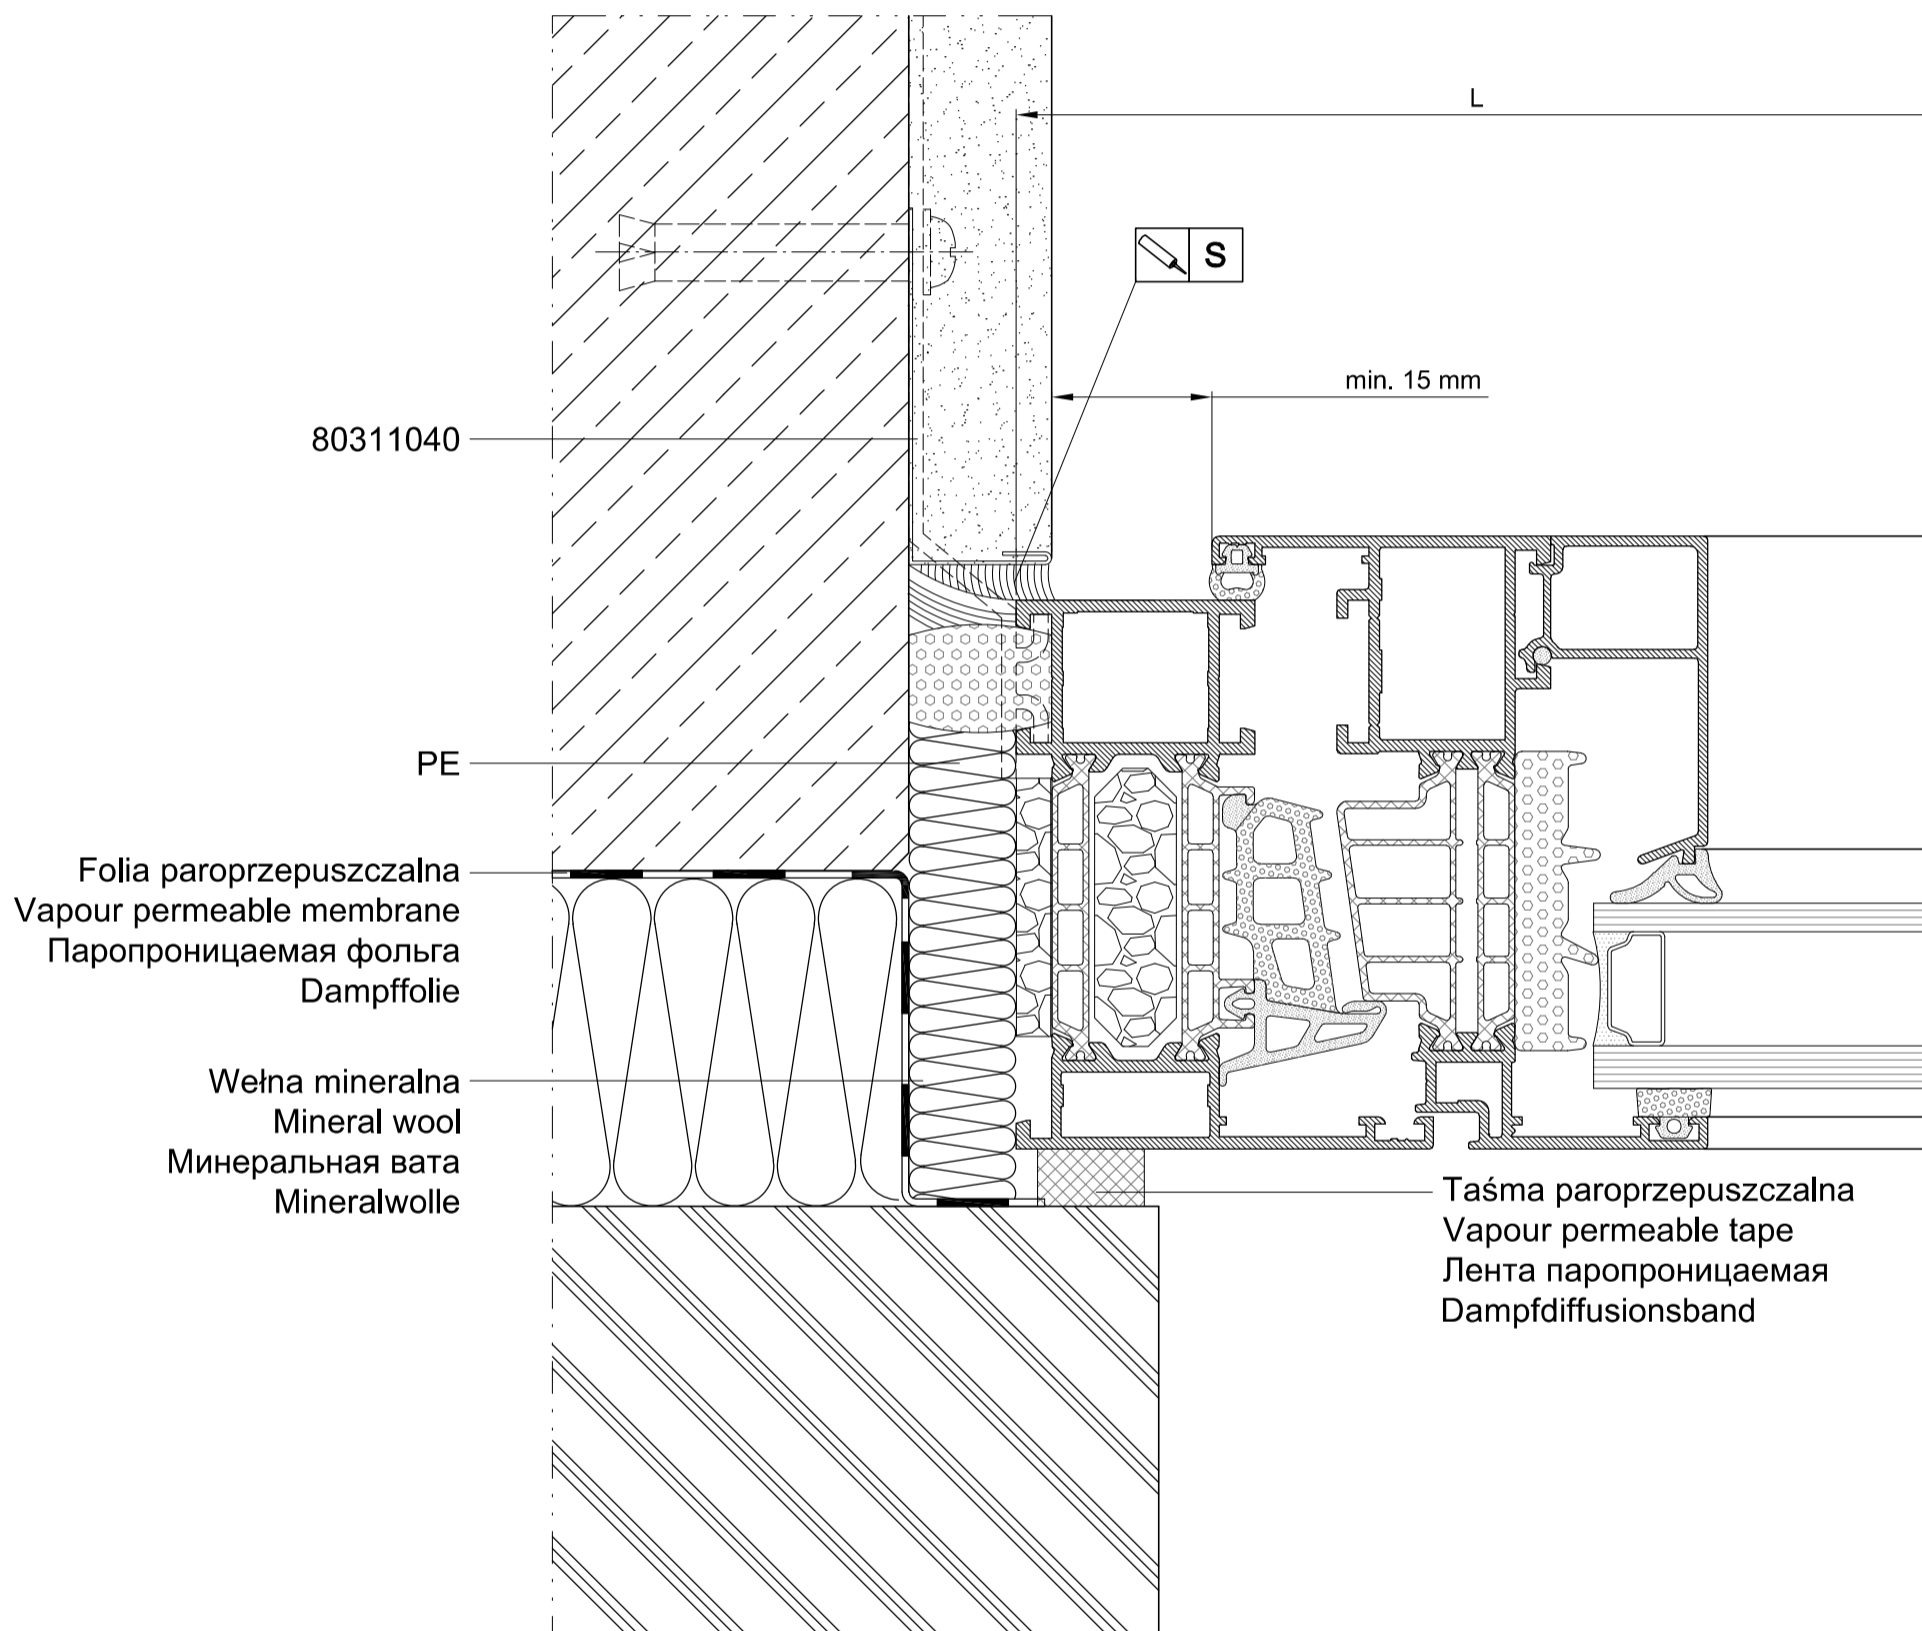 L
S
min. 15 mm
80311040
PE
Folia paroprzepuszczalna
Vapour permeable membrane
Паропроницаемая фольга
Dampffolie
Wełna mineralna
Mineral wool
Минеральная вата
Mineralwolle
Taśma paroprzepuszczalna
Vapour permeable tape
Лента паропроницаемая
Dampfdiffusionsband